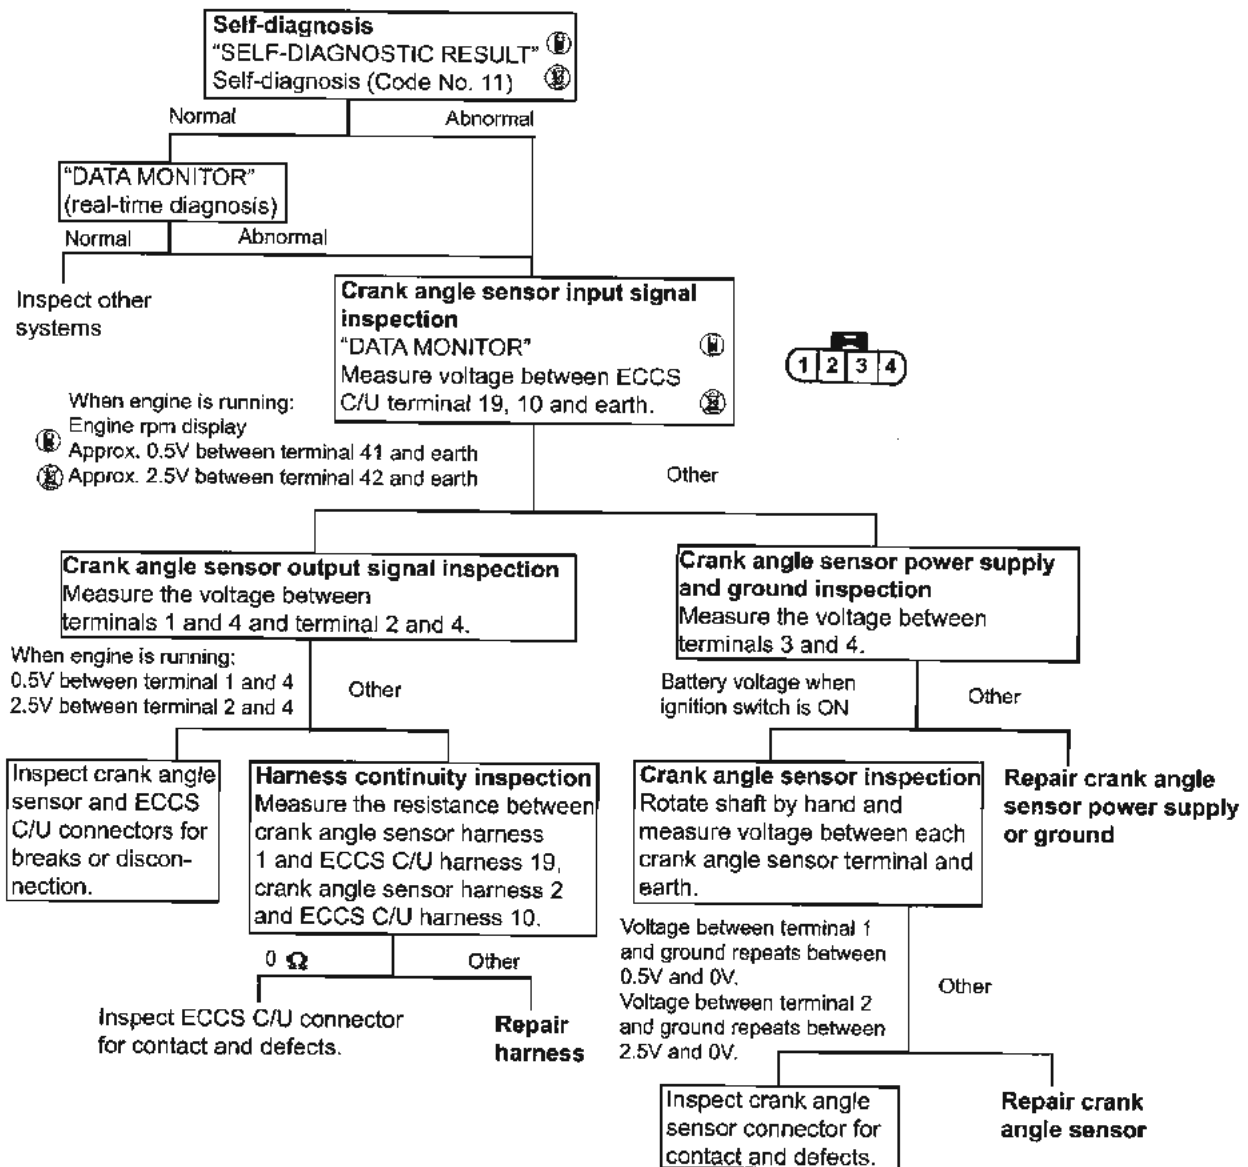 Self-diagnosis
“SELF-DIAGNOSTIC RESULT”
Self-diagnosis (Code No. 11)
Normal
Abnormal
“DATA MONITOR”
(real-time diagnosis)
Normal
Abnormal
Inspect other
systems
Crank angle sensor input signal
inspection
“DATA MONITOR”
Measure voltage between ECCS
C/U terminal 19, 10 and earth.
1 2 3 4
When engine is running:
Engine rpm display
Approx. 0.5V between terminal 41 and earth
Approx. 2.5V between terminal 42 and earth
Other
Crank angle sensor output signal inspection
Measure the voltage between
terminals 1 and 4 and terminal 2 and 4.
Crank angle sensor power supply
and ground inspection
Measure the voltage between
terminals 3 and 4.
When engine is running:
0.5V between terminal 1 and 4
2.5V between terminal 2 and 4
Other
Battery voltage when
ignition switch is ON
Other
Inspect crank angle
sensor and ECCS
C/U connectors for
breaks or discon-
nection.
Harness continuity inspection
Measure the resistance between
crank angle sensor harness
1 and ECCS C/U harness 19,
crank angle sensor harness 2
and ECCS C/U harness 10.
Crank angle sensor inspection
Rotate shaft by hand and
measure voltage between each
crank angle sensor terminal and
earth.
Repair crank angle
sensor power supply
or ground
0 Ω
Other
Inspect ECCS C/U connector
for contact and defects.
Repair
harness
Voltage between terminal 1
and ground repeats between
0.5V and 0V.
Voltage between terminal 2
and ground repeats between
2.5V and 0V.
Other
Inspect crank angle
sensor connector for
contact and defects.
Repair crank
angle sensor